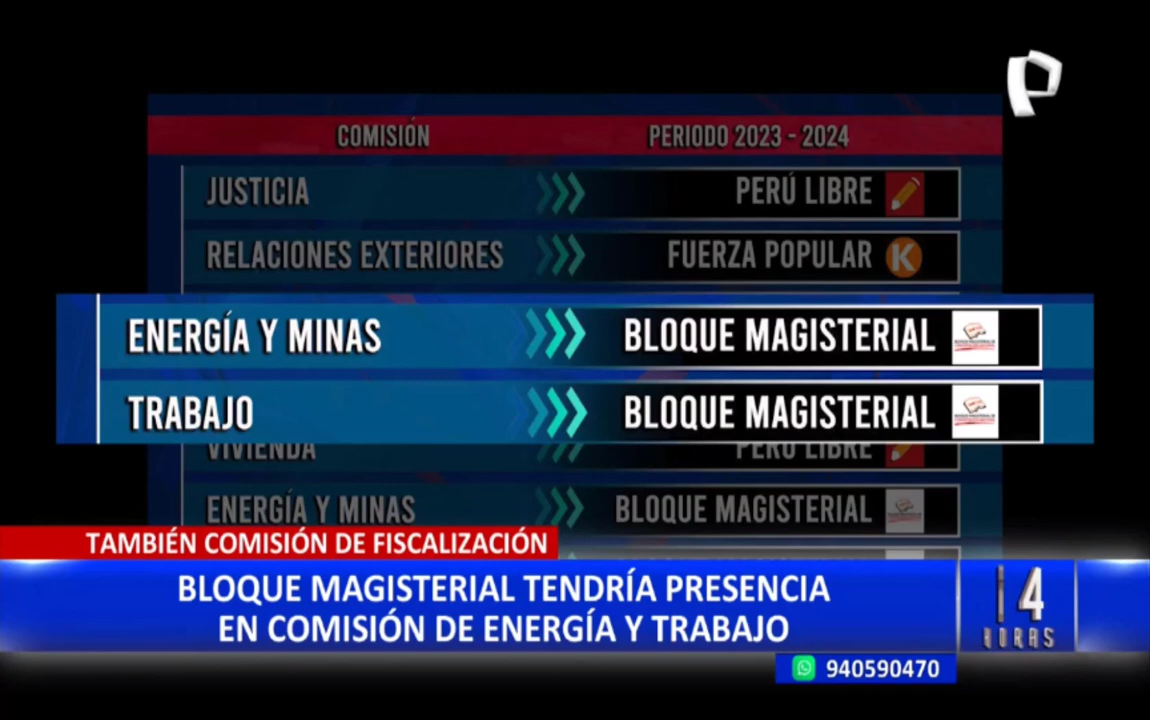 COMISIÓN PERIODO 2023 - 2024
JUSTICIA PERÚ LIBRE
RELACIONES EXTERIORES FUERZA POPULAR K
ENERGÍA Y MINAS BLOQUE MAGISTERIAL
TRABAJO BLOQUE MAGISTERIAL
VIVIENDA PERÚ LIBRE
ENERGÍA Y MINAS BLOQUE MAGISTERIAL
TAMBIÉN COMISIÓN DE FISCALIZACIÓN
BLOQUE MAGISTERIAL TENDRÍA PRESENCIA
EN COMISIÓN DE ENERGÍA Y TRABAJO
14
HORAS
940590470